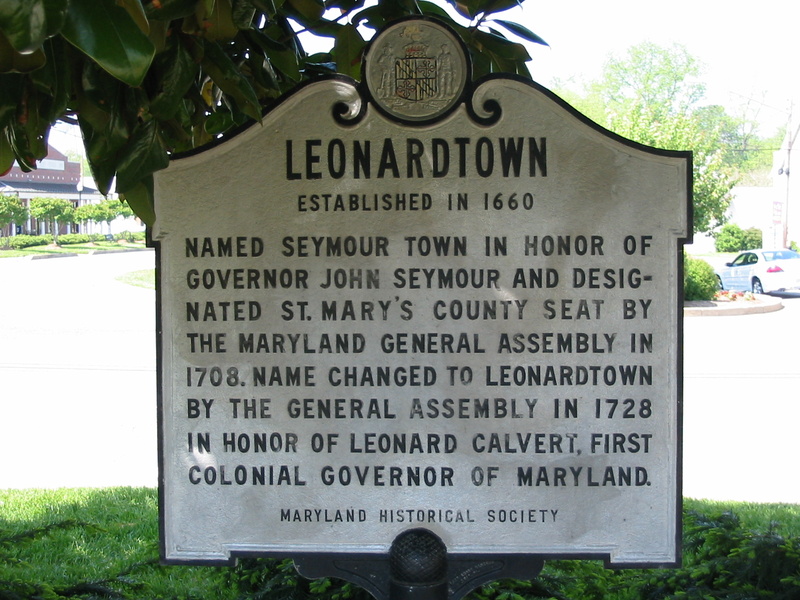 LEONARDTOWN
ESTABLISHED IN 1660
NAMED SEYMOUR TOWN IN HONOR OF
GOVERNOR JOHN SEYMOUR AND DESIG-
NATED ST. MARY'S COUNTY SEAT BY
THE MARYLAND GENERAL ASSEMBLY IN
1708. NAME CHANGED TO LEONARDTOWN
BY THE GENERAL ASSEMBLY IN 1728
IN HONOR OF LEONARD CALVERT, FIRST
COLONIAL GOVERNOR OF MARYLAND.
MARYLAND HISTORICAL SOCIETY